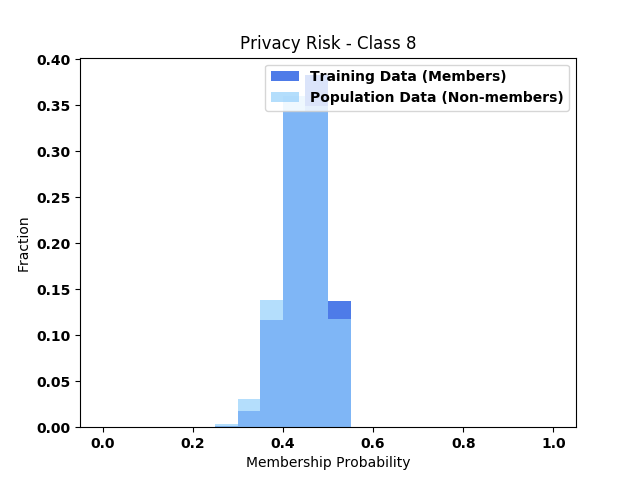 Privacy Risk - Class 8
Training Data (Members)
Population Data (Non-members)
0.40
0.35
0.30
0.25
0.20
0.15
0.10
0.05
0.00
Fraction
0.0 0.2 0.4 0.6 0.8 1.0
Membership Probability